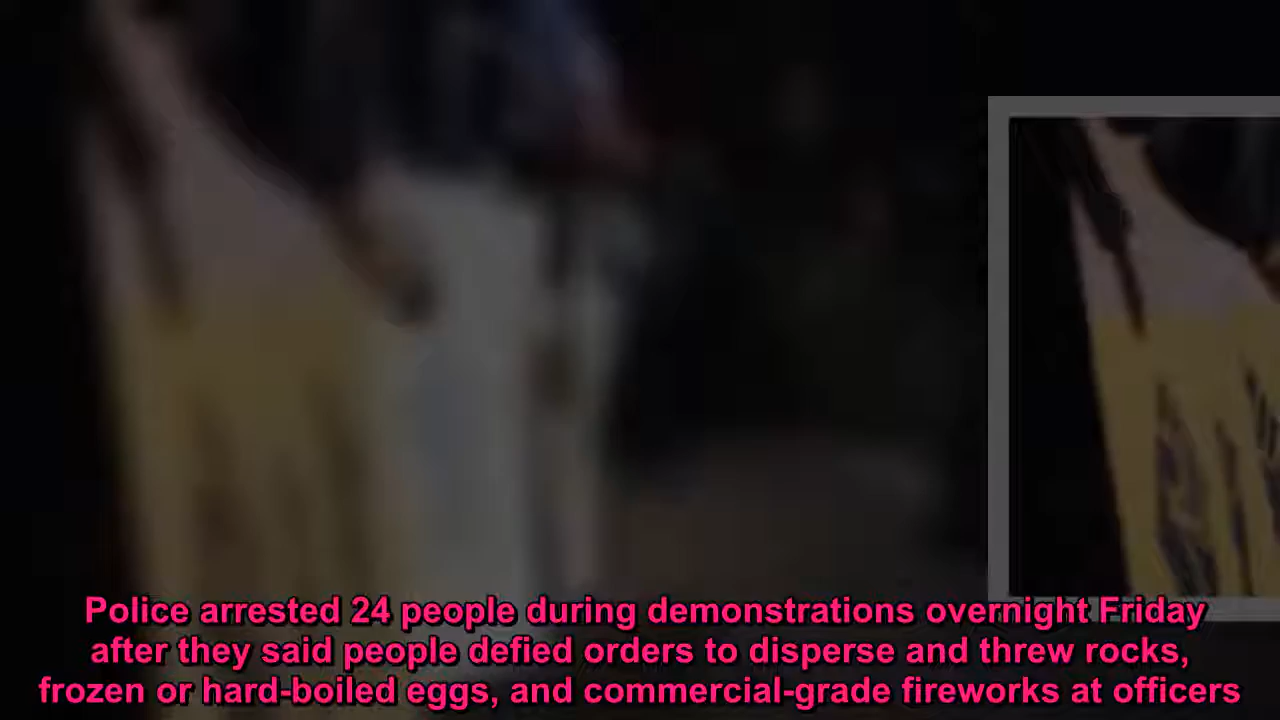 Police arrested 24 people during demonstrations overnight Friday
after they said people defied orders to disperse and threw rocks,
frozen or hard-boiled eggs, and commercial-grade fireworks at officers